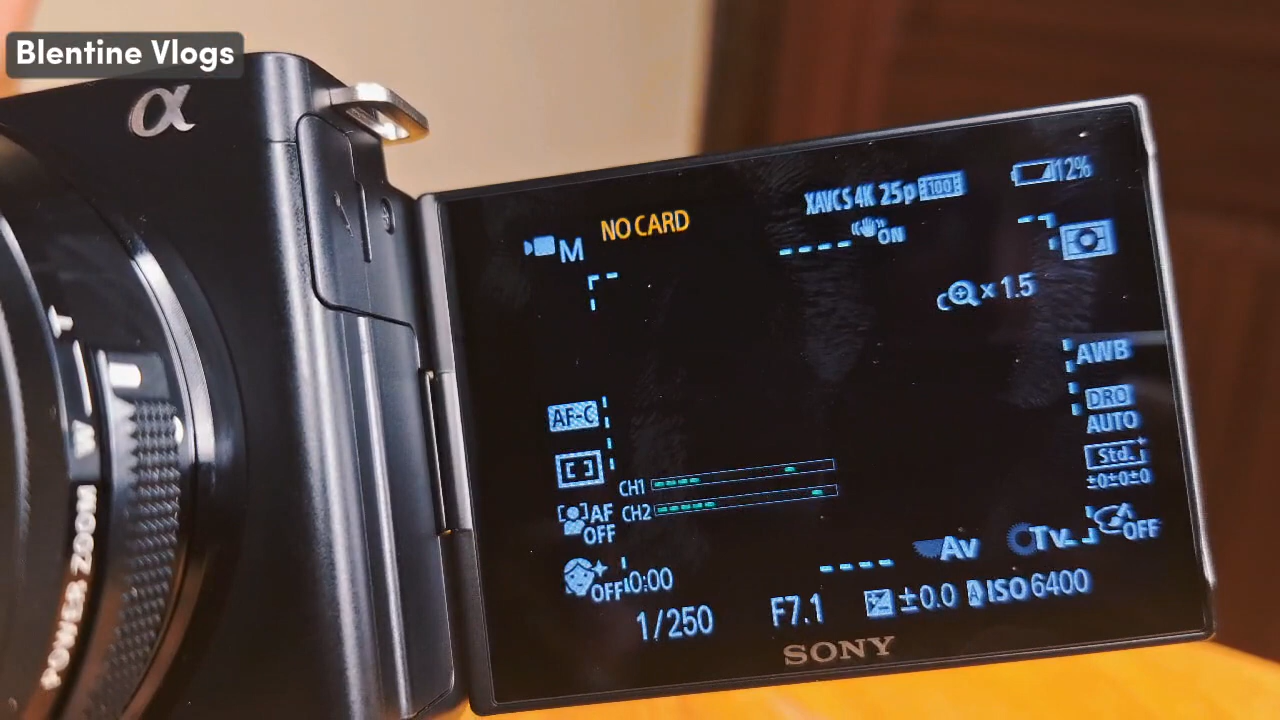 Blentine Vlogs
α
XAVC S 4K 25p 100
12%
M
NO CARD
ON
× 1.5
AWB
AF-C
DRO
AUTO
Std.
±0±0±0
CH1
CH2
AF
OFF
OFF
0:00
Av
Tv
OFF
1/250
F7.1
±0.0
A ISO 6400
SONY
W
POWER ZOOM